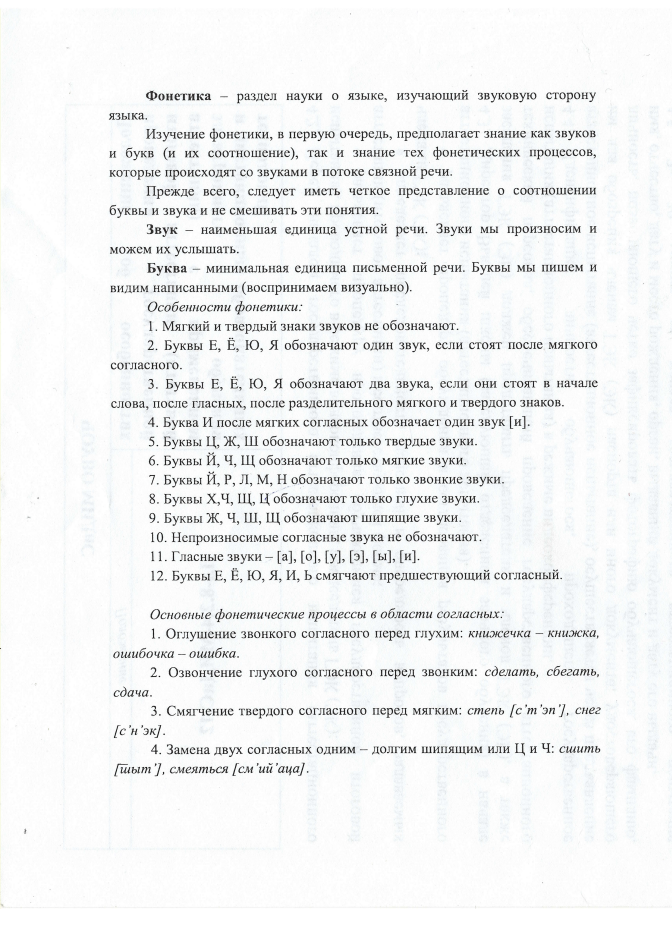 Фонетика – раздел науки о языке, изучающий звуковую сторону
языка.
Изучение фонетики, в первую очередь, предполагает знание как звуков
и букв (и их соотношение), так и знание тех фонетических процессов,
которые происходят со звуками в потоке связной речи.
Прежде всего, следует иметь четкое представление о соотношении
буквы и звука и не смешивать эти понятия.
Звук – наименьшая единица устной речи. Звуки мы произносим и
можем их услышать.
Буква – минимальная единица письменной речи. Буквы мы пишем и
видим написанными (воспринимаем визуально).
Особенности фонетики:
1. Мягкий и твердый знаки звуков не обозначают.
2. Буквы Е, Ё, Ю, Я обозначают один звук, если стоят после мягкого
согласного.
3. Буквы Е, Ё, Ю, Я обозначают два звука, если они стоят в начале
слова, после гласных, после разделительного мягкого и твердого знаков.
4. Буква И после мягких согласных обозначает один звук [и].
5. Буквы Ц, Ж, Ш обозначают только твердые звуки.
6. Буквы Й, Ч, Щ обозначают только мягкие звуки.
7. Буквы Й, Р, Л, М, Н обозначают только звонкие звуки.
8. Буквы Х,Ч, Щ, Ц обозначают только глухие звуки.
9. Буквы Ж, Ч, Ш, Щ обозначают шипящие звуки.
10. Непроизносимые согласные звука не обозначают.
11. Гласные звуки – [а], [о], [у], [э], [ы], [и].
12. Буквы Е, Ё, Ю, Я, И, Ь смягчают предшествующий согласный.
Основные фонетические процессы в области согласных:
1. Оглушение звонкого согласного перед глухим: книжечка – книжка,
ошибочка – ошибка.
2. Озвончение глухого согласного перед звонким: сделать, сбегать,
сдача.
3. Смягчение твердого согласного перед мягким: степь [с’т’эп’], снег
[с’н’эк].
4. Замена двух согласных одним – долгим шипящим или Ц и Ч: сшить
[ш̅ыт’], смеяться [см’ий’аца].